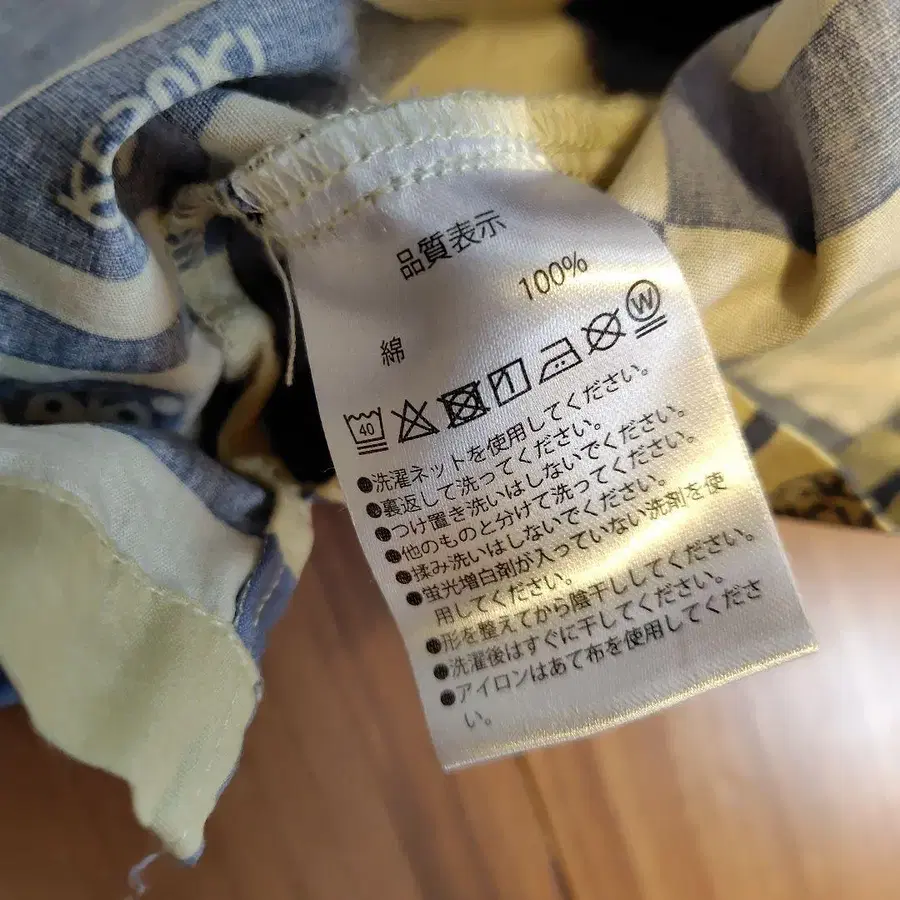 品質表示
綿 100%
40 W
●洗濯ネットを使用してください。
●裏返して洗ってください。
●つけ置き洗いはしないでください。
●他のものと分けて洗ってください。
●揉み洗いはしないでください。
●蛍光増白剤が入っていない洗剤を使
用してください。
●形を整えてから陰干ししてください。
●洗濯後はすぐに干してください。
●アイロンはあて布を使用してくださ
い。